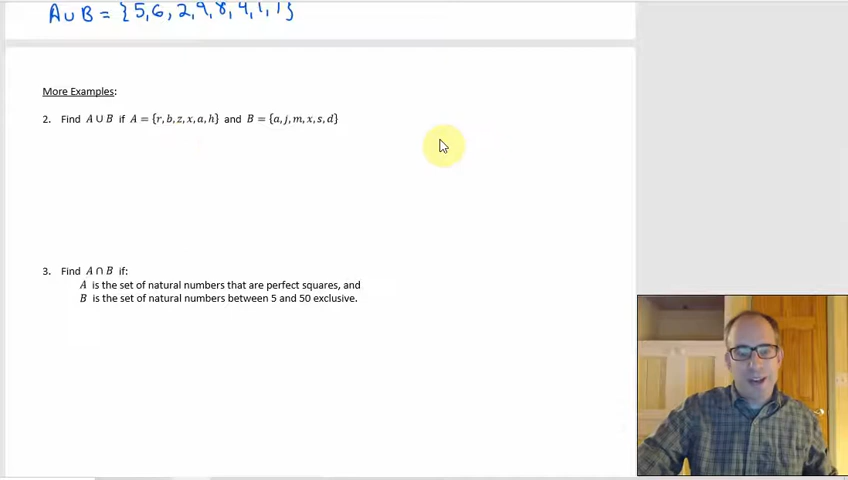 A∪B = {5,6,2,9,8,4,1,7}
More Examples:
2. Find A ∪ B if A = {r, b, z, x, a, h} and B = {a, j, m, x, s, d}
3. Find A ∩ B if:
A is the set of natural numbers that are perfect squares, and
B is the set of natural numbers between 5 and 50 exclusive.